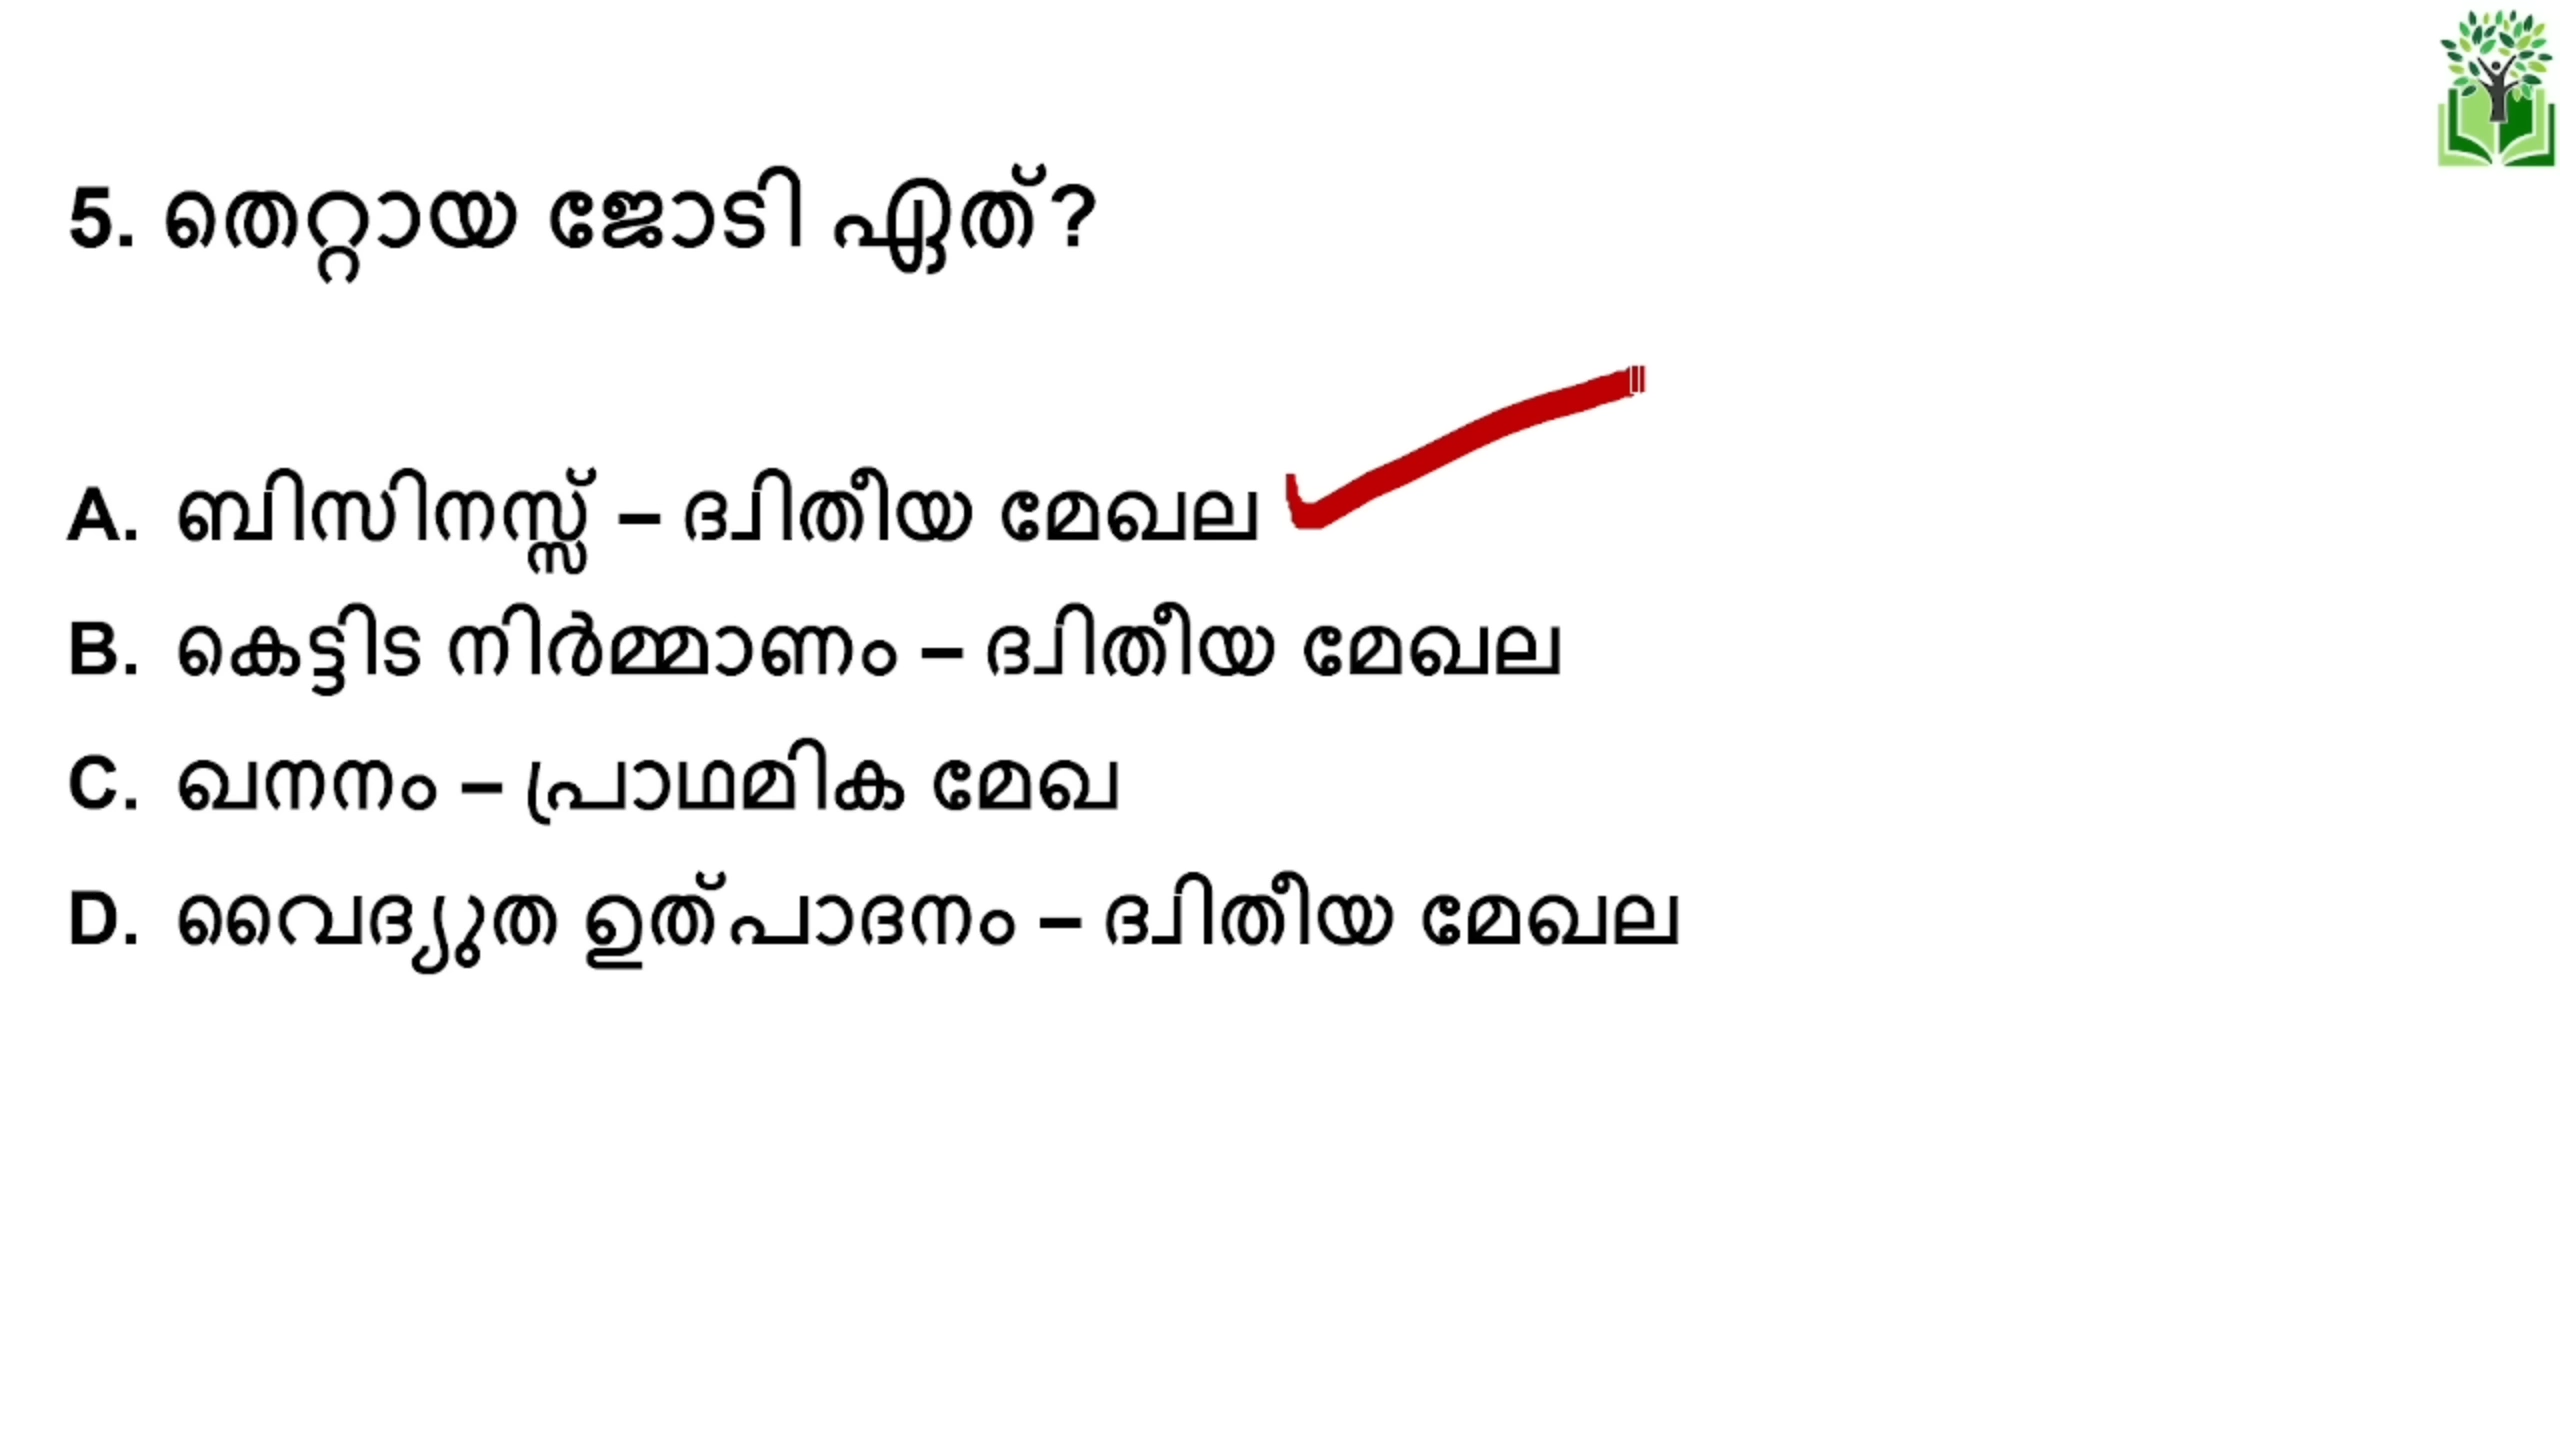 5. തെറ്റായ ജോടി ഏത്?
A. ബിസിനസ്സ് – ദ്വിതീയ മേഖല
B. കെട്ടിട നിർമ്മാണം – ദ്വിതീയ മേഖല
C. ഖനനം – പ്രാഥമിക മേഖ
D. വൈദ്യുത ഉത്പാദനം – ദ്വിതീയ മേഖല